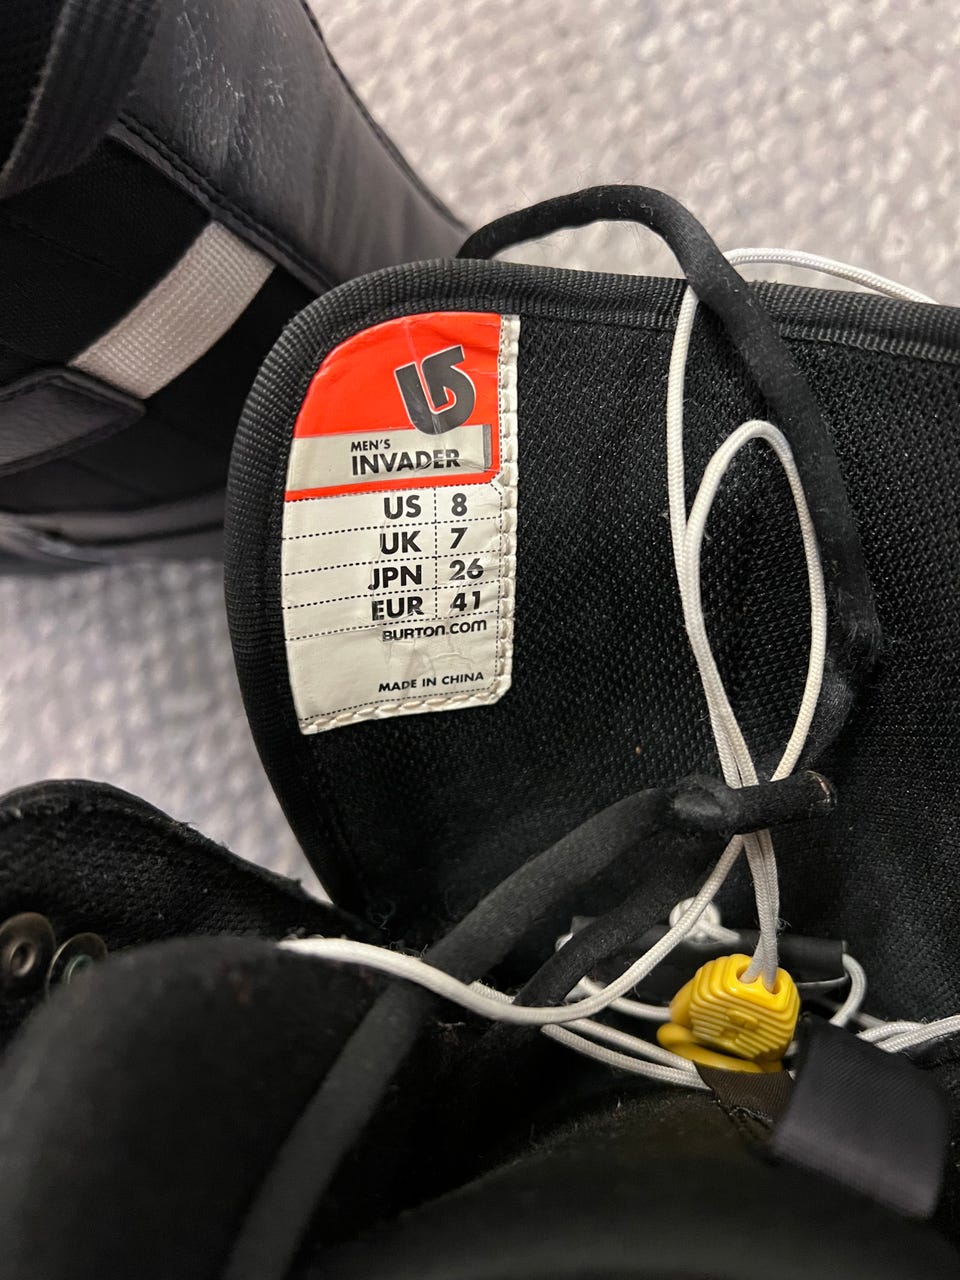 MEN'S
INVADER
US 8
UK 7
JPN 26
EUR 41
BURTON.COM
MADE IN CHINA